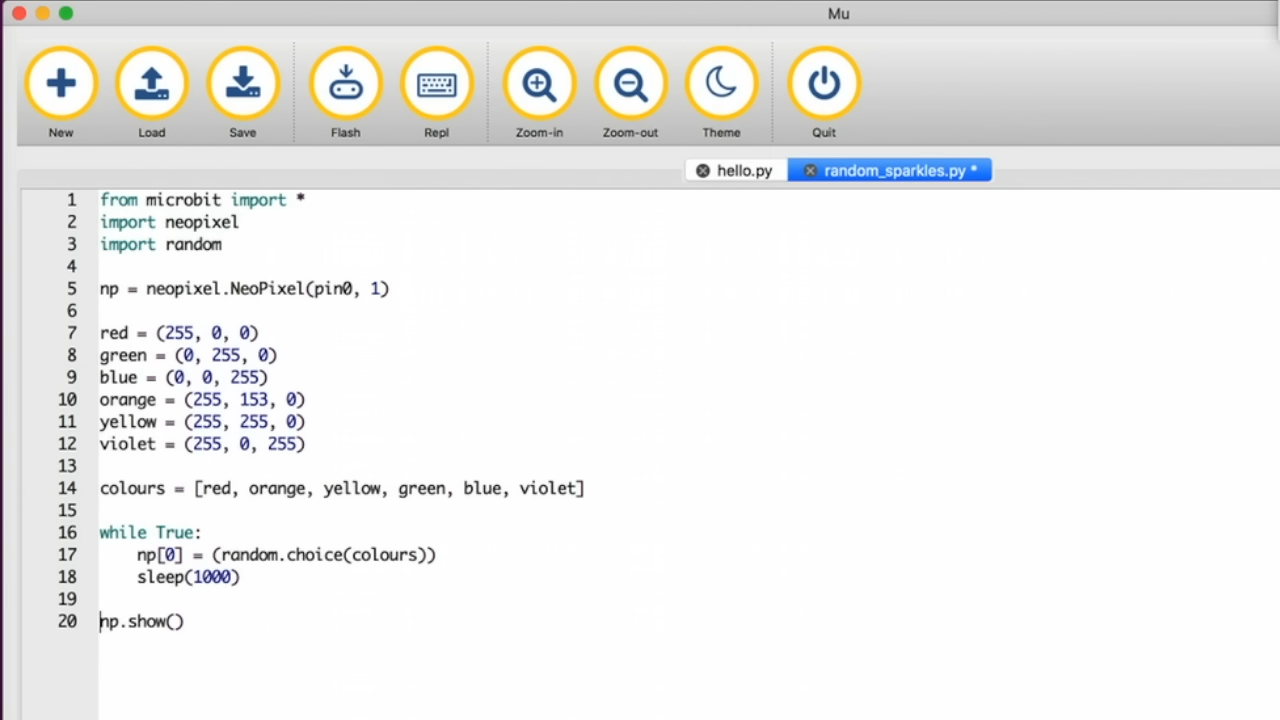 Mu
New Load Save Flash Repl Zoom-in Zoom-out Theme Quit
hello.py random_sparkles.py *
1 from microbit import *
2 import neopixel
3 import random
4
5 np = neopixel.NeoPixel(pin0, 1)
6
7 red = (255, 0, 0)
8 green = (0, 255, 0)
9 blue = (0, 0, 255)
10 orange = (255, 153, 0)
11 yellow = (255, 255, 0)
12 violet = (255, 0, 255)
13
14 colours = [red, orange, yellow, green, blue, violet]
15
16 while True:
17     np[0] = (random.choice(colours))
18     sleep(1000)
19
20 np.show()